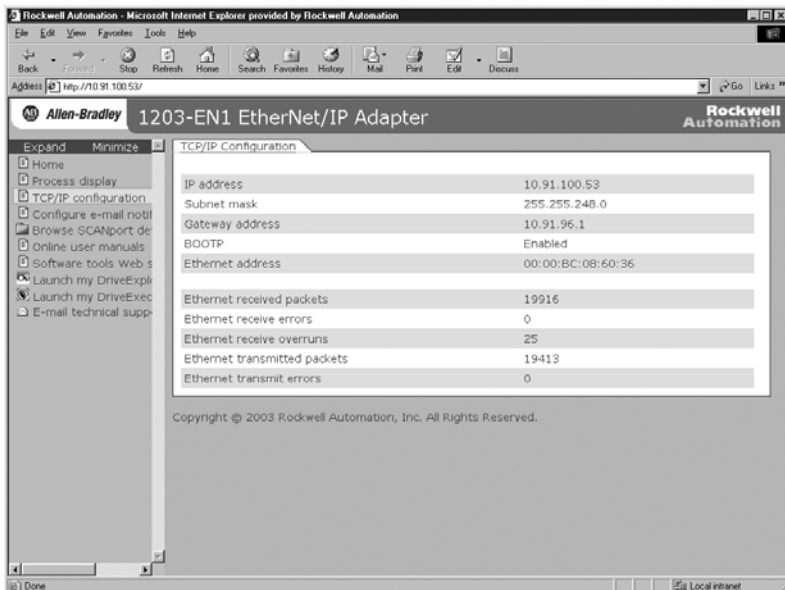 Rockwell Automation - Microsoft Internet Explorer provided by Rockwell Automation
File Edit View Favorites Tools Help
Back Forward Stop Refresh Home Search Favorites History Mail Print Edit Discuss
Address http://10.91.100.53/ Go Links »
AB Allen-Bradley 1203-EN1 EtherNet/IP Adapter Rockwell Automation
Expand Minimize
Home
Process display
TCP/IP configuration
Configure e-mail notif
Browse SCANport de
Online user manuals
Software tools Web s
Launch my DriveExpl
Launch my DriveExec
E-mail technical supp
TCP/IP Configuration
IP address 10.91.100.53
Subnet mask 255.255.248.0
Gateway address 10.91.96.1
BOOTP Enabled
Ethernet address 00:00:BC:08:60:36
Ethernet received packets 19916
Ethernet receive errors 0
Ethernet receive overruns 25
Ethernet transmitted packets 19413
Ethernet transmit errors 0
Copyright © 2003 Rockwell Automation, Inc. All Rights Reserved.
Done Local intranet